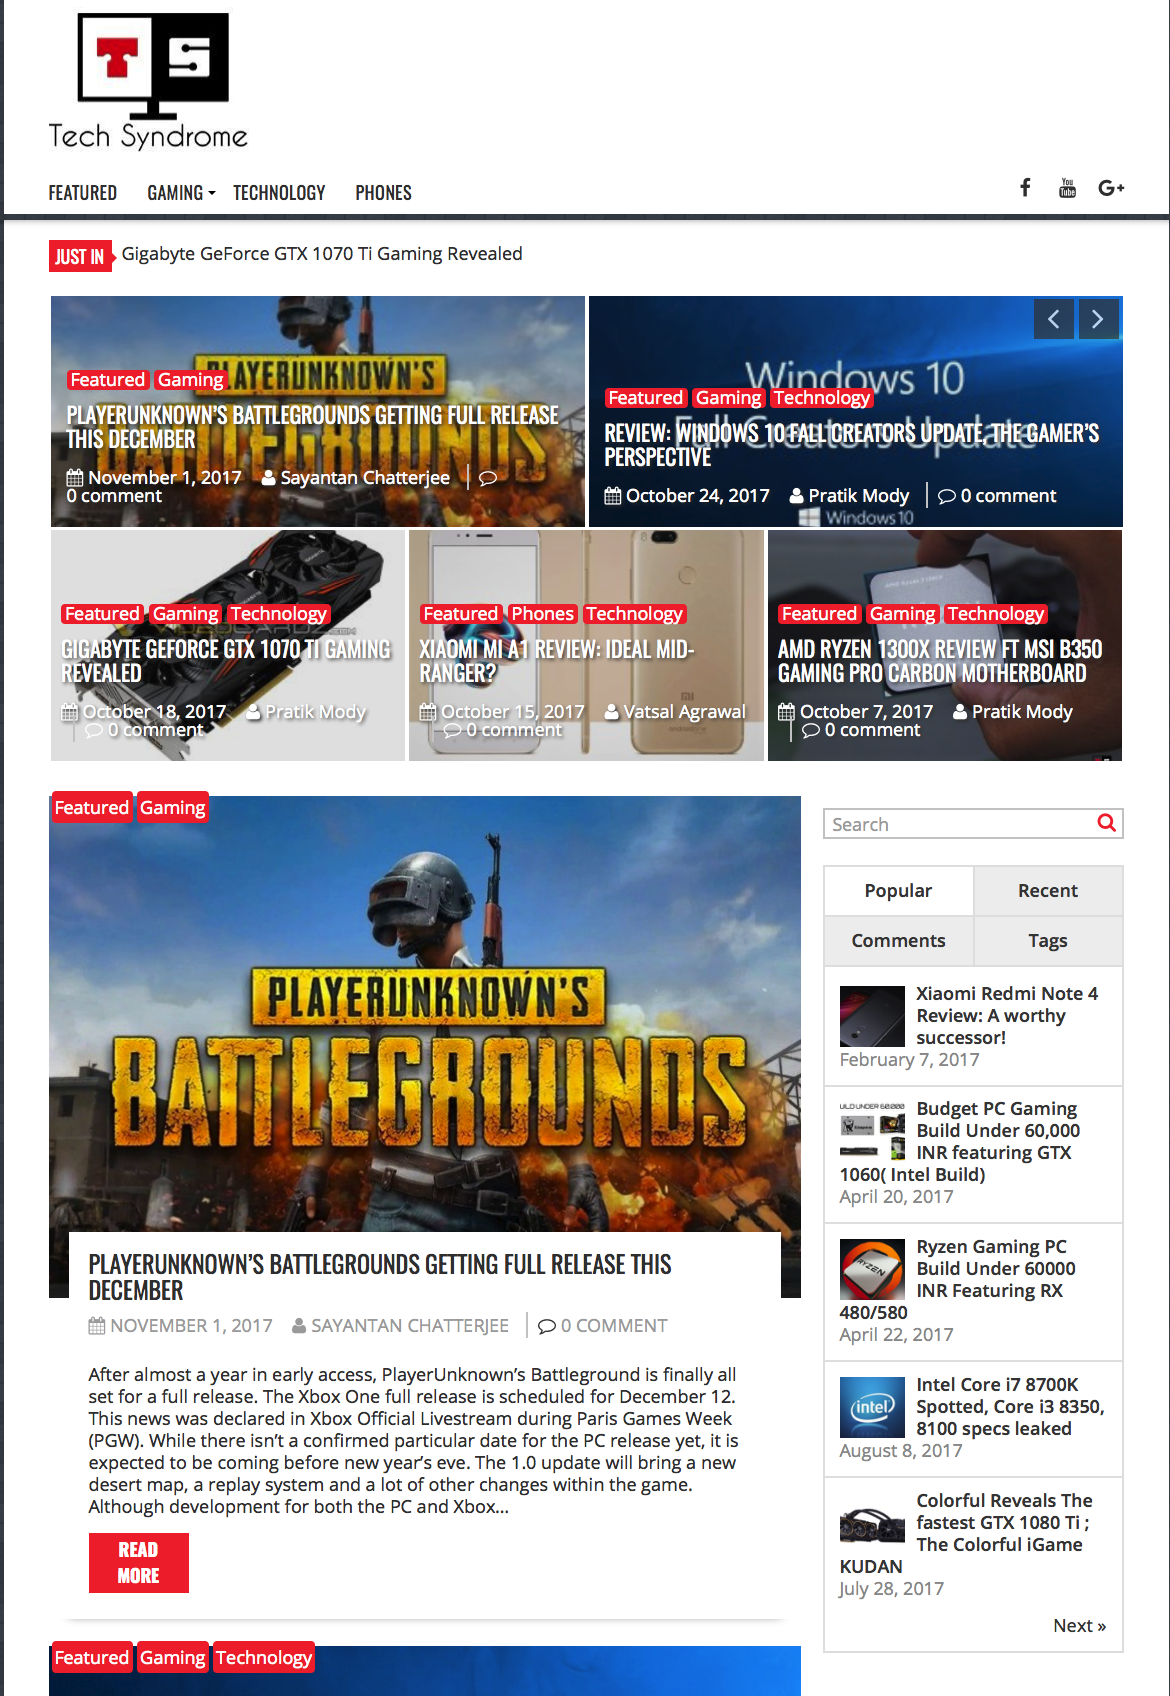 TS
Tech Syndrome
FEATURED GAMING TECHNOLOGY PHONES
You
Tube
G+
JUST IN Gigabyte GeForce GTX 1070 Ti Gaming Revealed
PLAYERUNKNOWN'S
BATTLEGROUNDS
Featured Gaming
PLAYERUNKNOWN'S BATTLEGROUNDS GETTING FULL RELEASE
THIS DECEMBER
November 1, 2017 Sayantan Chatterjee
0 comment
Windows 10
Fall Creators Update
Featured Gaming Technology
REVIEW: WINDOWS 10 FALL CREATORS UPDATE, THE GAMER'S
PERSPECTIVE
October 24, 2017 Pratik Mody 0 comment
Windows 10
Featured Gaming Technology
GIGABYTE GEFORCE GTX 1070 TI GAMING
REVEALED
October 18, 2017 Pratik Mody
0 comment
Featured Phones Technology
XIAOMI MI A1 REVIEW: IDEAL MID-
RANGER?
October 15, 2017 Vatsal Agrawal
0 comment
Featured Gaming Technology
AMD RYZEN 1300X REVIEW FT MSI B350
GAMING PRO CARBON MOTHERBOARD
October 7, 2017 Pratik Mody
0 comment
Featured Gaming
PLAYERUNKNOWN'S
BATTLEGROUNDS
PLAYERUNKNOWN'S BATTLEGROUNDS GETTING FULL RELEASE THIS
DECEMBER
NOVEMBER 1, 2017 SAYANTAN CHATTERJEE 0 COMMENT
After almost a year in early access, PlayerUnknown's Battleground is finally all
set for a full release. The Xbox One full release is scheduled for December 12.
This news was declared in Xbox Official Livestream during Paris Games Week
(PGW). While there isn't a confirmed particular date for the PC release yet, it is
expected to be coming before new year's eve. The 1.0 update will bring a new
desert map, a replay system and a lot of other changes within the game.
Although development for both the PC and Xbox...
READ
MORE
Featured Gaming Technology
Search
Popular Recent
Comments Tags
Xiaomi Redmi Note 4
Review: A worthy
successor!
February 7, 2017
Budget PC Gaming
Build Under 60,000
INR featuring GTX
1060( Intel Build)
April 20, 2017
RYZEN
Ryzen Gaming PC
Build Under 60000
INR Featuring RX
480/580
April 22, 2017
intel
Intel Core i7 8700K
Spotted, Core i3 8350,
8100 specs leaked
August 8, 2017
Colorful Reveals The
fastest GTX 1080 Ti ;
The Colorful iGame
KUDAN
July 28, 2017
Next »